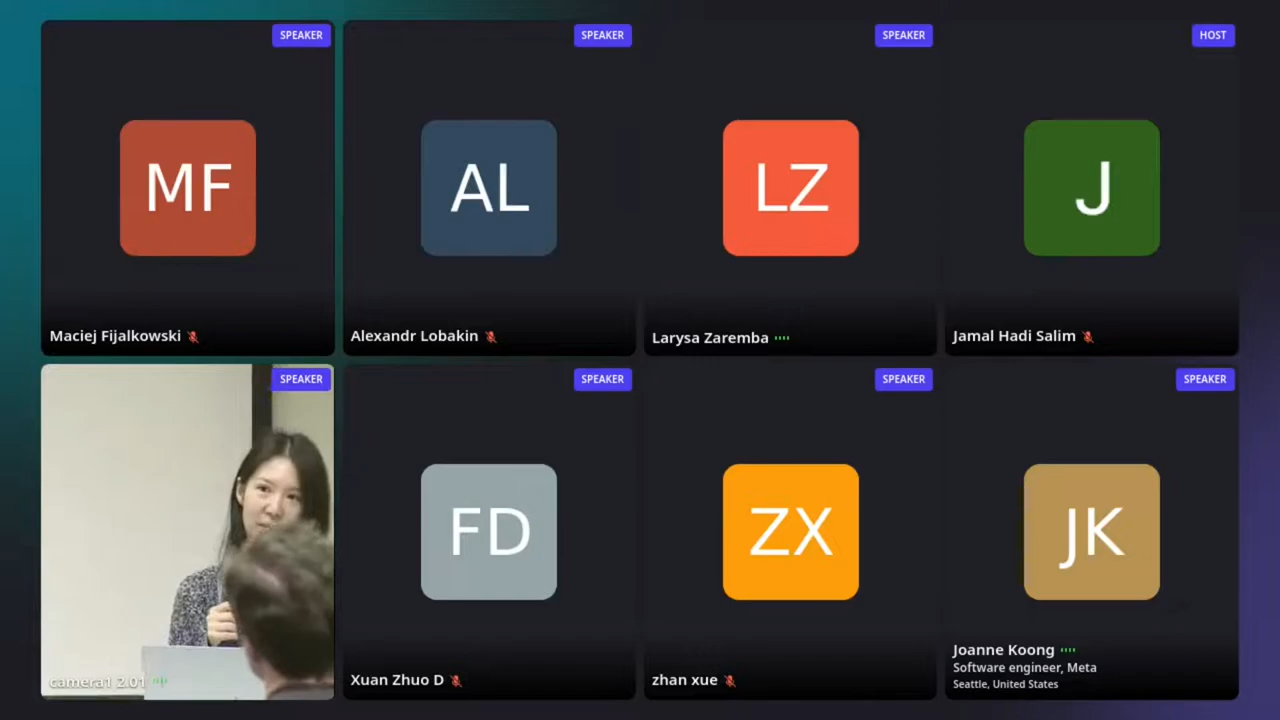 SPEAKER
MF
Maciej Fijalkowski
SPEAKER
AL
Alexandr Lobakin
SPEAKER
LZ
Larysa Zaremba
HOST
J
Jamal Hadi Salim
SPEAKER
camera1 2.01
SPEAKER
FD
Xuan Zhuo D
SPEAKER
ZX
zhan xue
SPEAKER
JK
Joanne Koong
Software engineer, Meta
Seattle, United States